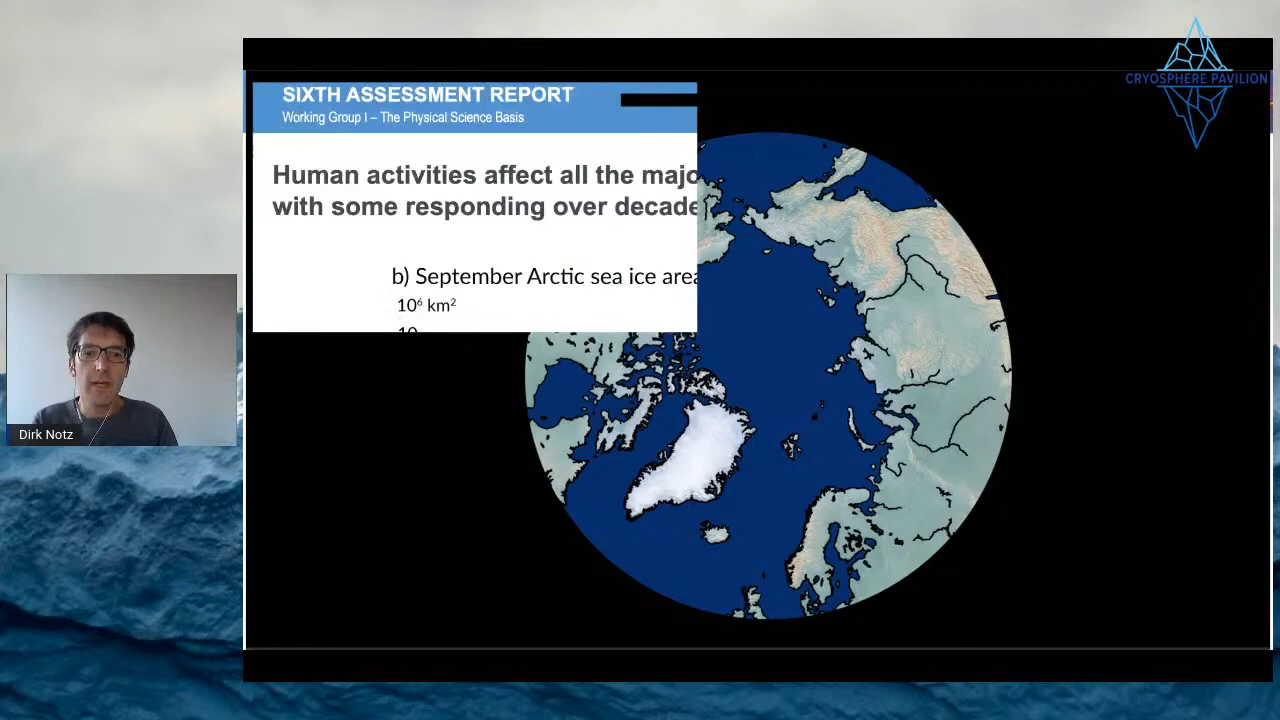 CRYOSPHERE PAVILION
SIXTH ASSESSMENT REPORT
Working Group I – The Physical Science Basis
Human activities affect all the majo
with some responding over decade
b) September Arctic sea ice area
10⁶ km²
10
Dirk Notz